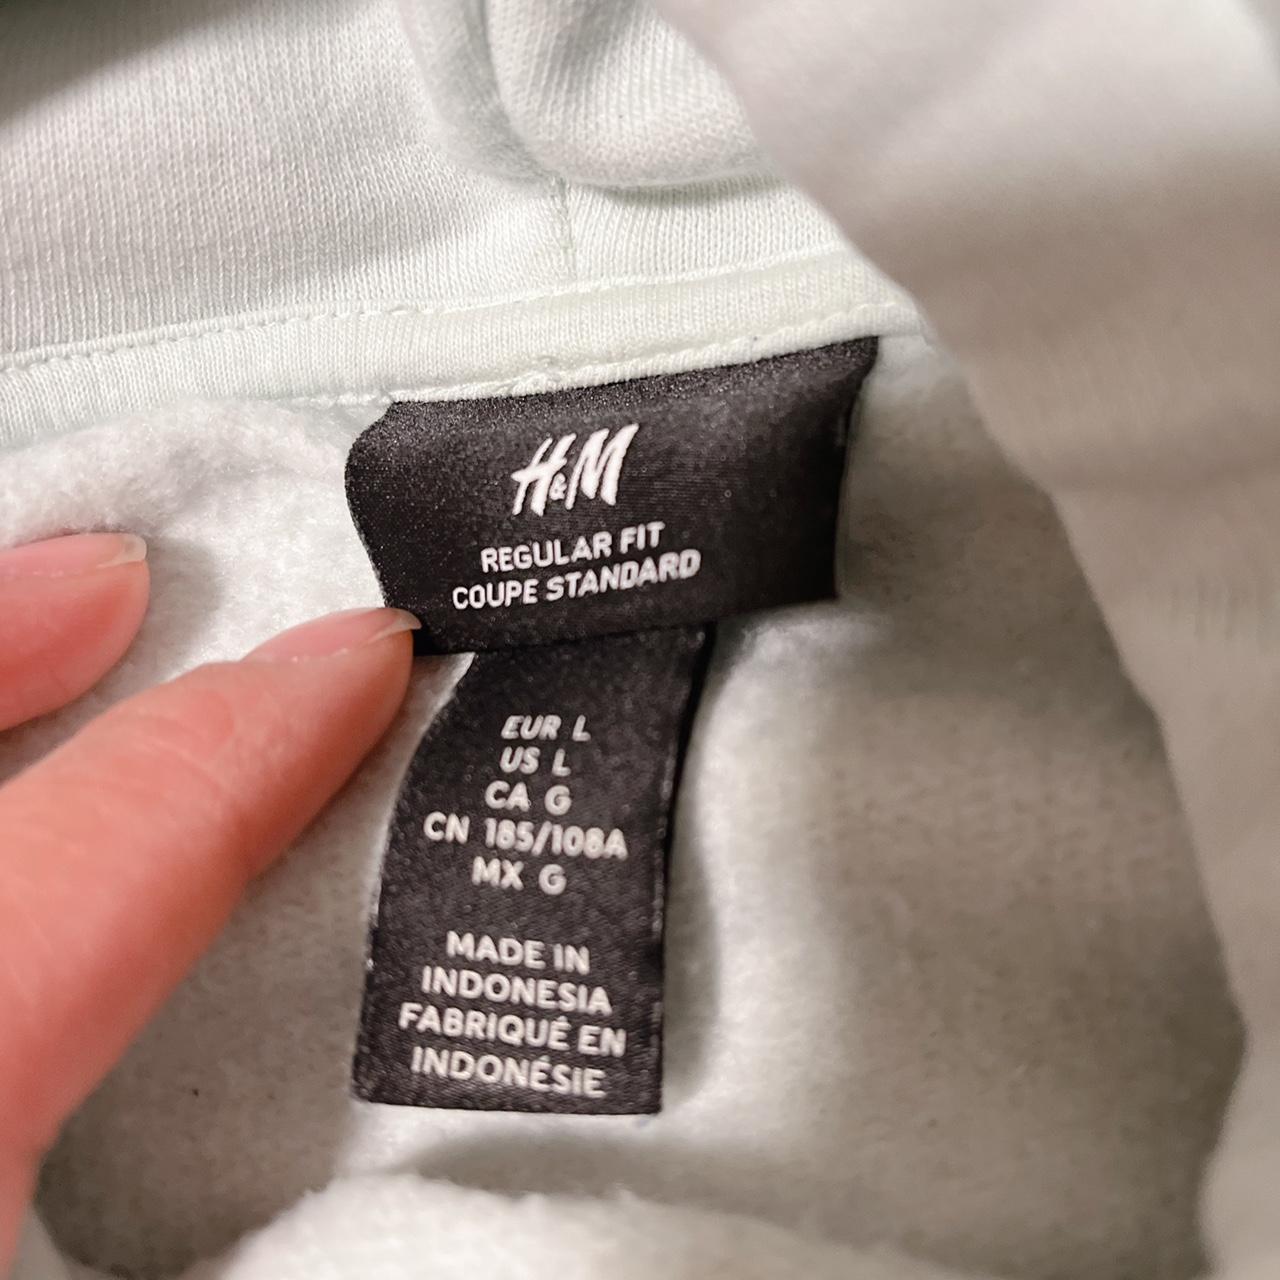 H&M
REGULAR FIT
COUPE STANDARD
EUR L
US L
CA G
CN 185/108A
MX G
MADE IN
INDONESIA
FABRIQUÉ EN
INDONÉSIE